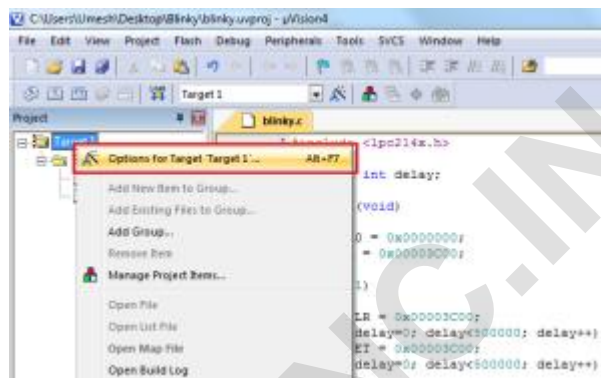 C:\Users\Umesh\Desktop\Blinky\blinky.uvproj - µVision4
File Edit View Project Flash Debug Peripherals Tools SVCS Window Help
Target 1
Project
blinky.c
Target 1
<lpc214x.h>
Options for Target 'Target 1'... Alt+F7
int delay;
Add New Item to Group...
Add Existing Files to Group...
(void)
Add Group...
0 = 0x00000000;
Remove Item
= 0x00003C00;
Manage Project Items...
1)
Open File
LR = 0x00003C00;
Open List File
delay=0; delay<500000; delay++)
Open Map File
ET = 0x00003C00;
Open Build Log
delay=0; delay<500000; delay++)
NC.IN